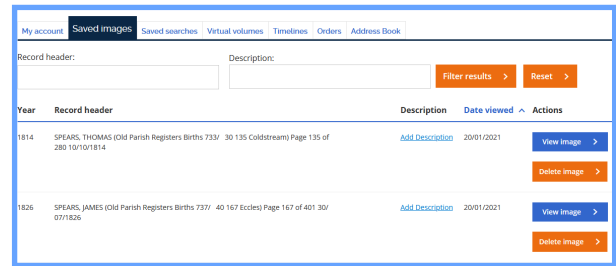 My account Saved images Saved searches Virtual volumes Timelines Orders Address Book
Record header: Description:
Filter results > Reset >
Year Record header Description Date viewed Actions
1814 SPEARS, THOMAS (Old Parish Registers Births 733/ 30 135 Coldstream) Page 135 of Add Description 20/01/2021 View image >
280 10/10/1814
Delete image >
1826 SPEARS, JAMES (Old Parish Registers Births 737/ 40 167 Eccles) Page 167 of 401 30/ Add Description 20/01/2021 View image >
07/1826
Delete image >